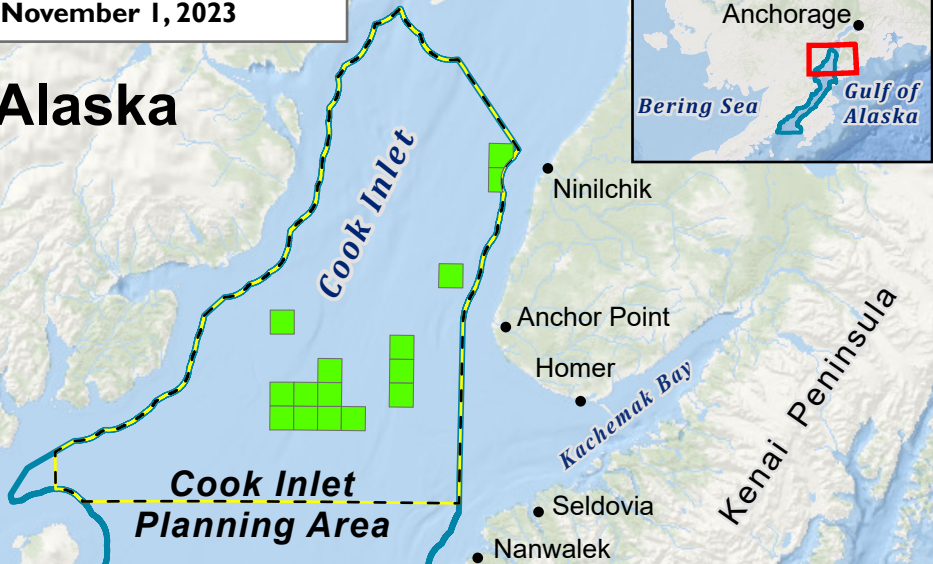 November 1, 2023
Alaska
Anchorage
Bering Sea
Gulf of
Alaska
Cook Inlet
Ninilchik
Anchor Point
Homer
Kachemak Bay
Kenai Peninsula
Cook Inlet
Planning Area
Seldovia
Nanwalek